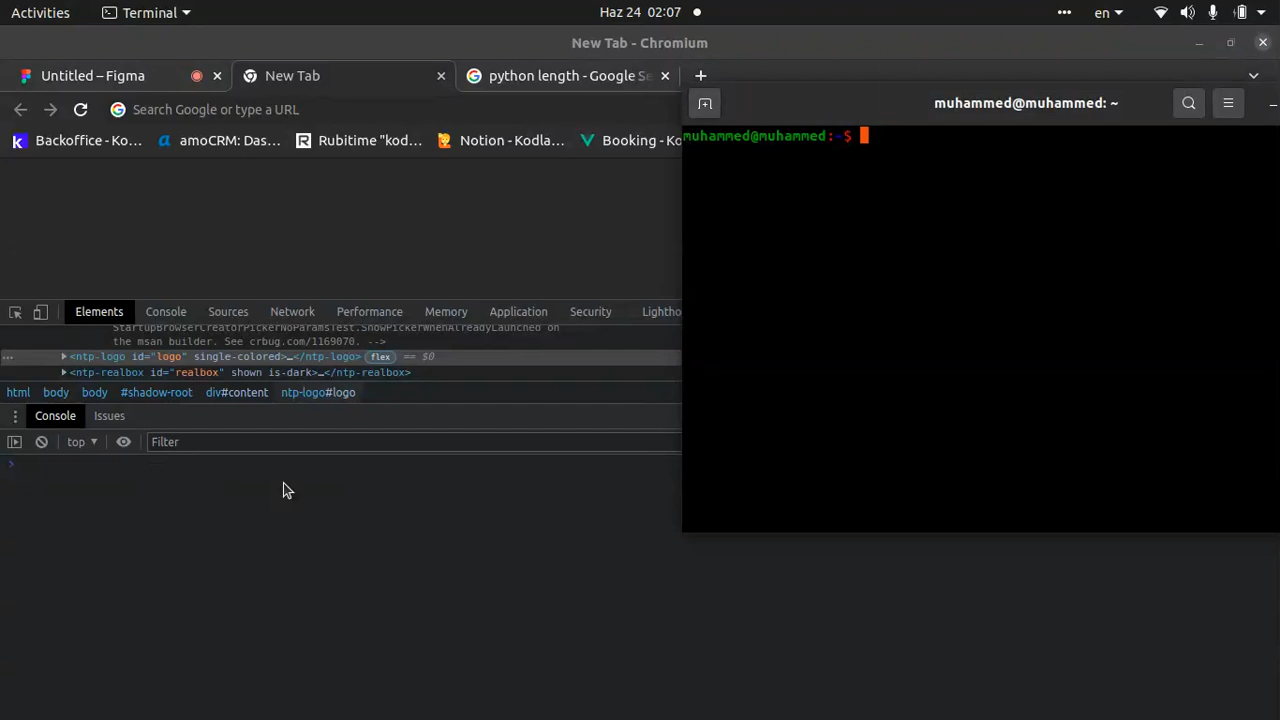 Activities Terminal Haz 24 02:07 en
New Tab - Chromium
Untitled – Figma New Tab python length - Google Se
Search Google or type a URL
Backoffice - Ko... amoCRM: Das... Rubitime "kod... Notion - Kodla... Booking - Ko
muhammed@muhammed: ~
muhammed@muhammed:~$
Elements Console Sources Network Performance Memory Application Security Lightho
StartupBrowserCreatorPickerNoParamsTest.ShowPickerWhenAlreadyLaunched on
the msan builder. See crbug.com/1169070. -->
... <ntp-logo id="logo" single-colored>…</ntp-logo> flex == $0
<ntp-realbox id="realbox" shown is-dark>…</ntp-realbox>
html body body #shadow-root div#content ntp-logo#logo
Console Issues
top Filter